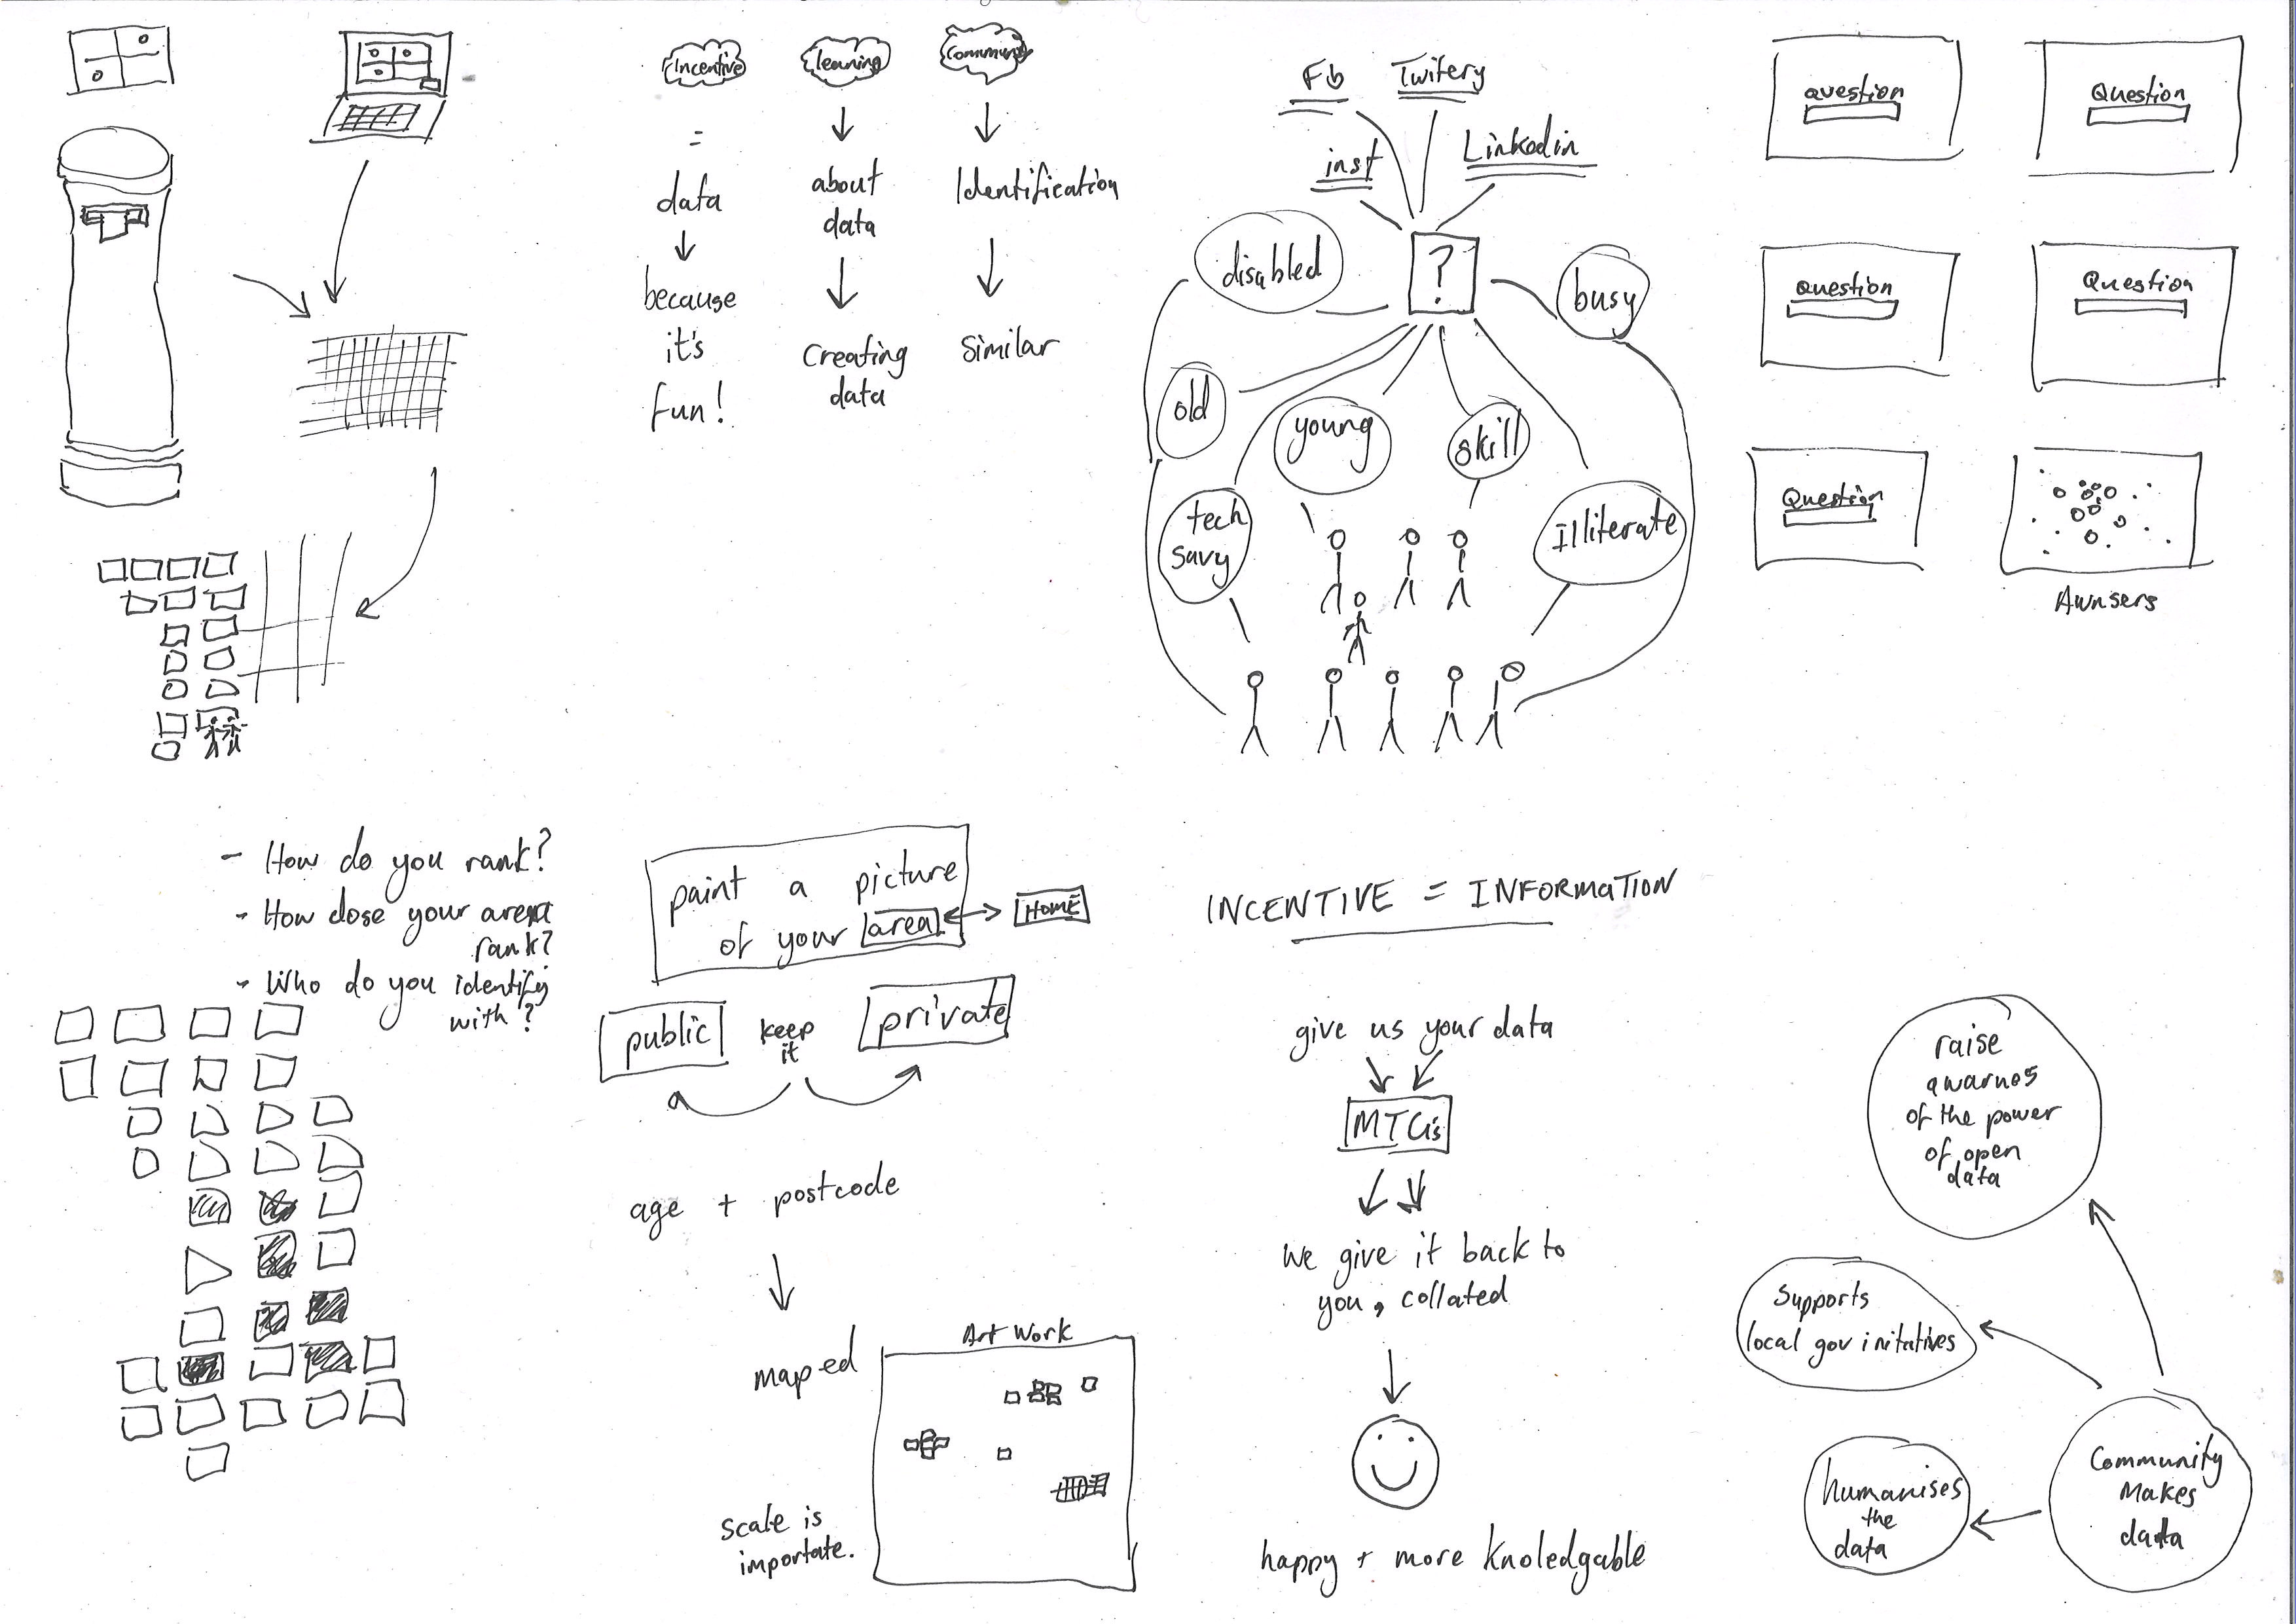 Incentive
=
data
because
it's
fun!
learning
about
data
Creating
data
Community
Identification
Similar
Fb
Twitery
inst
Linkedin
?
disabled
busy
old
young
skill
tech
savy
Illiterate
question
Question
question
Question
Question
Awnsers
- How do you rank?
- How dose your area
rank?
- Who do you identify
with?
paint a picture
of your area
HOME
public
keep
it
private
age + postcode
maped
Art Work
scale is
importate.
INCENTIVE = INFORMATION
give us your data
MTCis
we give it back to
you, collated
happy + more knoledgable
raise
awarnes
of the power
of open
data
Supports
local gov initatives
humanises
the
data
Community
Makes
data